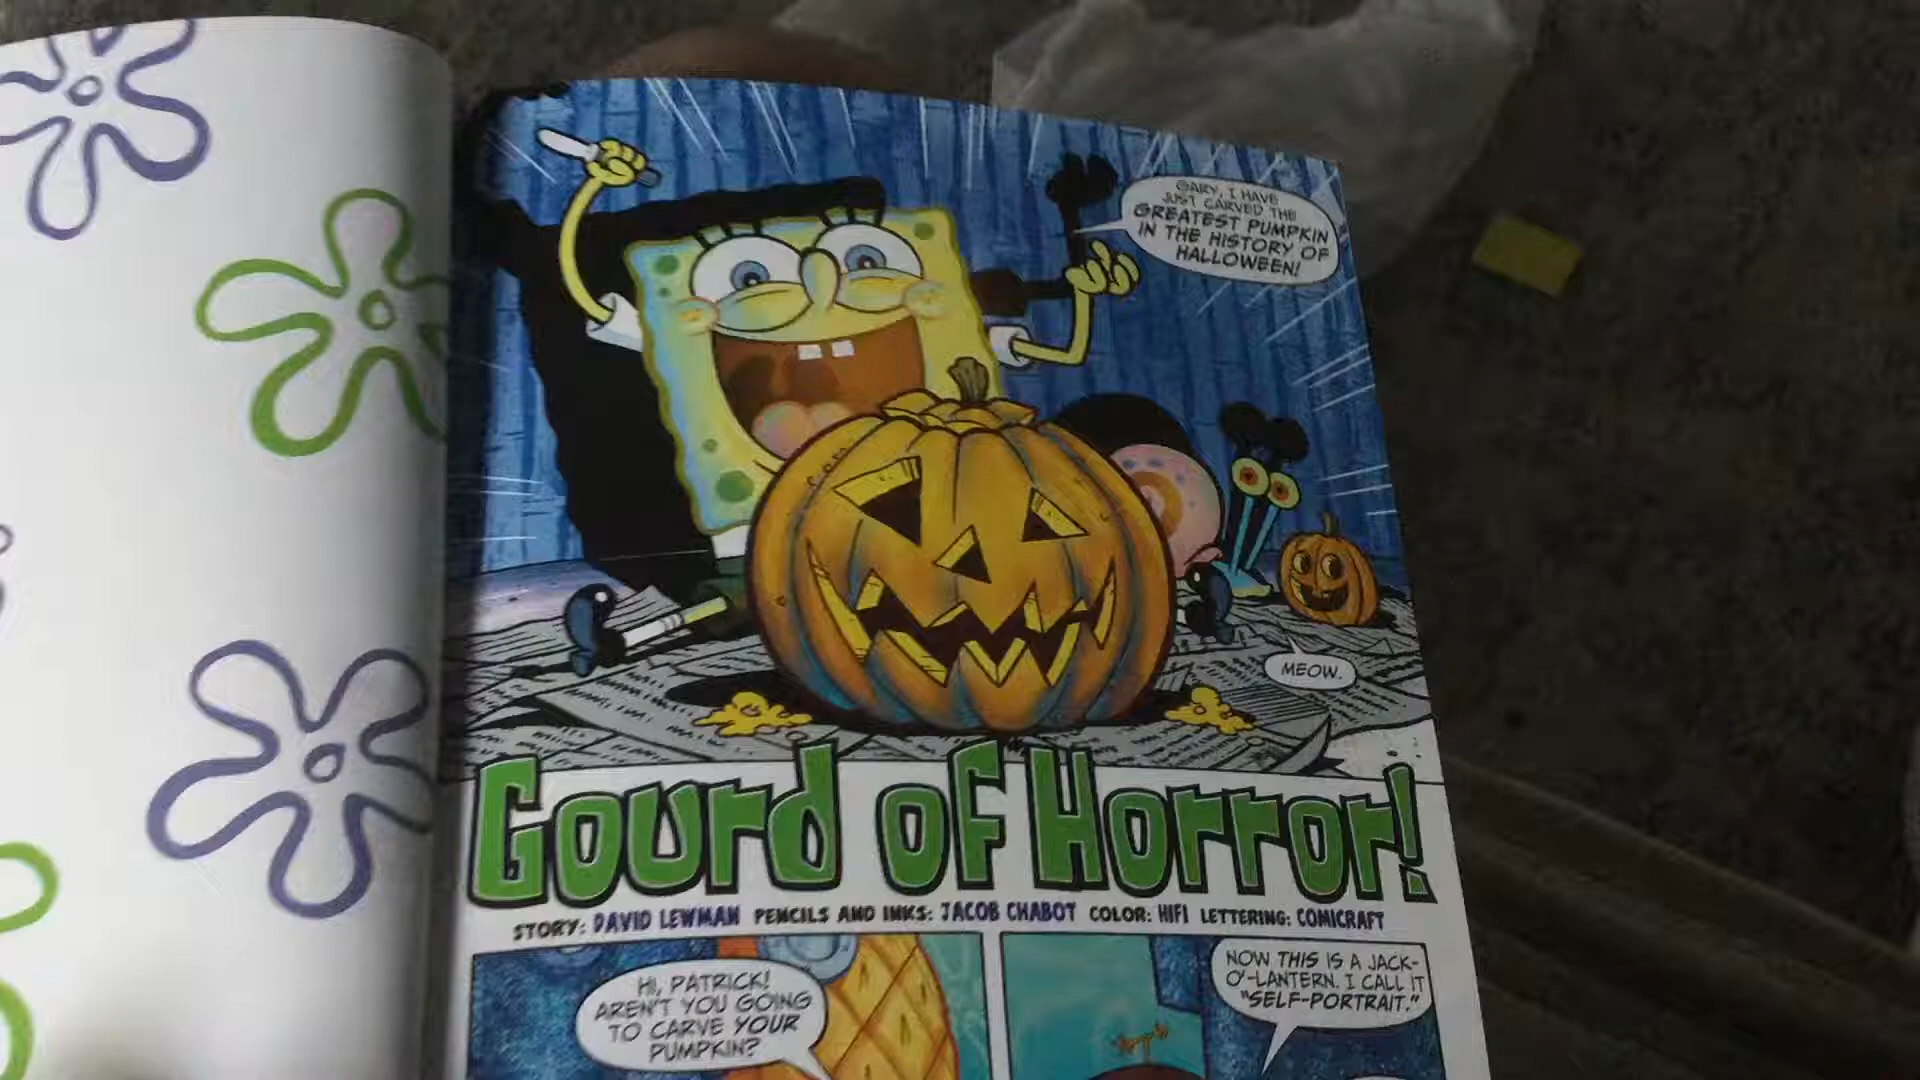 GARY, I HAVE
JUST CARVED THE
GREATEST PUMPKIN
IN THE HISTORY OF
HALLOWEEN!
MEOW.
Gourd of Horror!
STORY: DAVID LEWMAN PENCILS AND INKS: JACOB CHABOT COLOR: HIFI LETTERING: COMICRAFT
HI, PATRICK!
AREN'T YOU GOING
TO CARVE YOUR
PUMPKIN?
NOW THIS IS A JACK-
O'-LANTERN. I CALL IT
"SELF-PORTRAIT."